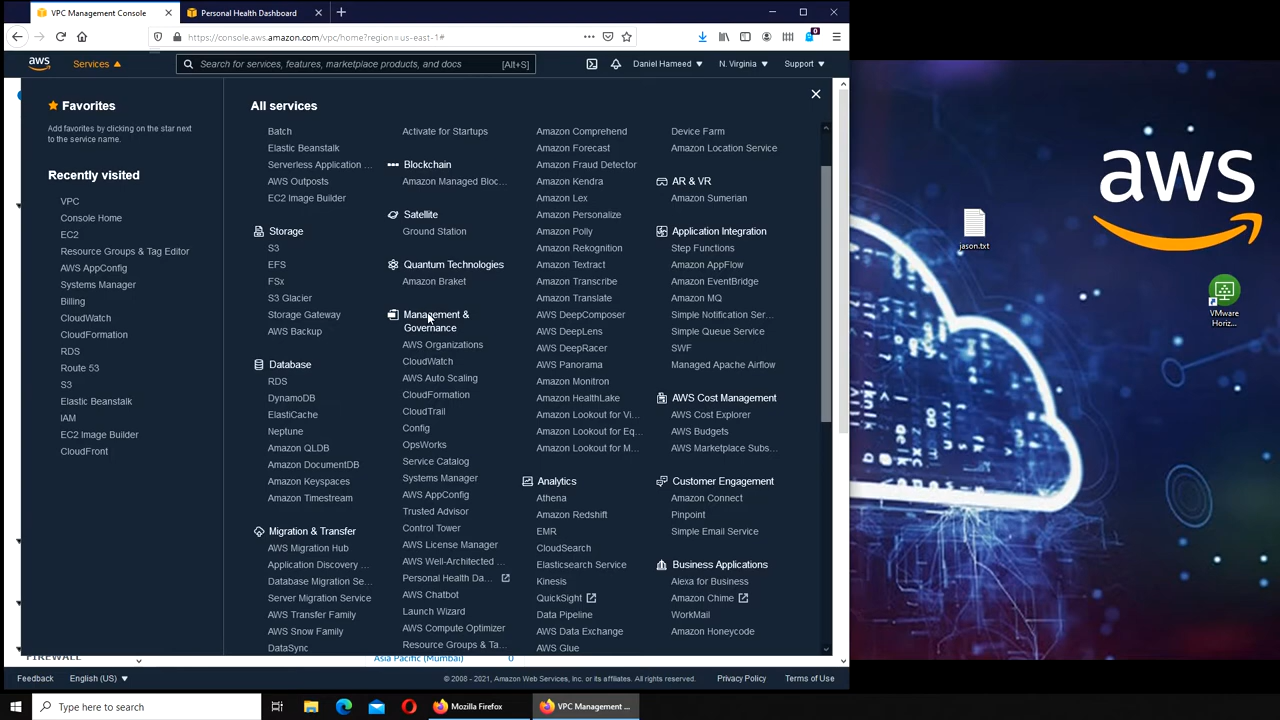 VPC Management Console
Personal Health Dashboard
https://console.aws.amazon.com/vpc/home?region=us-east-1#
0
aws
Services
Search for services, features, marketplace products, and docs
[Alt+S]
Daniel Hameed
N. Virginia
Support
Favorites
Add favorites by clicking on the star next
to the service name.
Recently visited
VPC
Console Home
EC2
Resource Groups & Tag Editor
AWS AppConfig
Systems Manager
Billing
CloudWatch
CloudFormation
RDS
Route 53
S3
Elastic Beanstalk
IAM
EC2 Image Builder
CloudFront
All services
Batch
Elastic Beanstalk
Serverless Application ...
AWS Outposts
EC2 Image Builder
Storage
S3
EFS
FSx
S3 Glacier
Storage Gateway
AWS Backup
Database
RDS
DynamoDB
ElastiCache
Neptune
Amazon QLDB
Amazon DocumentDB
Amazon Keyspaces
Amazon Timestream
Migration & Transfer
AWS Migration Hub
Application Discovery ...
Database Migration Se...
Server Migration Service
AWS Transfer Family
AWS Snow Family
DataSync
Activate for Startups
Blockchain
Amazon Managed Bloc...
Satellite
Ground Station
Quantum Technologies
Amazon Braket
Management &
Governance
AWS Organizations
CloudWatch
AWS Auto Scaling
CloudFormation
CloudTrail
Config
OpsWorks
Service Catalog
Systems Manager
AWS AppConfig
Trusted Advisor
Control Tower
AWS License Manager
AWS Well-Architected ...
Personal Health Da...
AWS Chatbot
Launch Wizard
AWS Compute Optimizer
Resource Groups & Ta...
Amazon Comprehend
Amazon Forecast
Amazon Fraud Detector
Amazon Kendra
Amazon Lex
Amazon Personalize
Amazon Polly
Amazon Rekognition
Amazon Textract
Amazon Transcribe
Amazon Translate
AWS DeepComposer
AWS DeepLens
AWS DeepRacer
AWS Panorama
Amazon Monitron
Amazon HealthLake
Amazon Lookout for Vi...
Amazon Lookout for Eq...
Amazon Lookout for M...
Analytics
Athena
Amazon Redshift
EMR
CloudSearch
Elasticsearch Service
Kinesis
QuickSight
Data Pipeline
AWS Data Exchange
AWS Glue
Device Farm
Amazon Location Service
AR & VR
Amazon Sumerian
Application Integration
Step Functions
Amazon AppFlow
Amazon EventBridge
Amazon MQ
Simple Notification Ser...
Simple Queue Service
SWF
Managed Apache Airflow
AWS Cost Management
AWS Cost Explorer
AWS Budgets
AWS Marketplace Subs...
Customer Engagement
Amazon Connect
Pinpoint
Simple Email Service
Business Applications
Alexa for Business
Amazon Chime
WorkMail
Amazon Honeycode
FIREWALL
Asia Pacific (Mumbai)
0
Feedback
English (US)
© 2008 - 2021, Amazon Web Services, Inc. or its affiliates. All rights reserved.
Privacy Policy
Terms of Use
aws
jason.txt
VMware
Horiz...
Type here to search
Mozilla Firefox
VPC Management ...